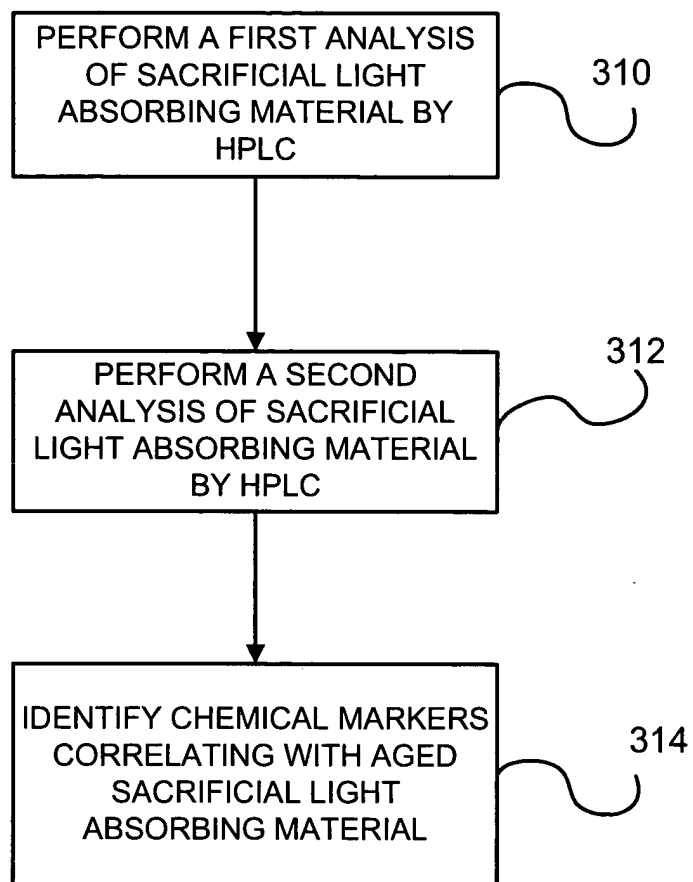 PERFORM A FIRST ANALYSIS
OF SACRIFICIAL LIGHT
ABSORBING MATERIAL BY
HPLC
310
PERFORM A SECOND
ANALYSIS OF SACRIFICIAL
LIGHT ABSORBING MATERIAL
BY HPLC
312
IDENTIFY CHEMICAL MARKERS
CORRELATING WITH AGED
SACRIFICIAL LIGHT
ABSORBING MATERIAL
314